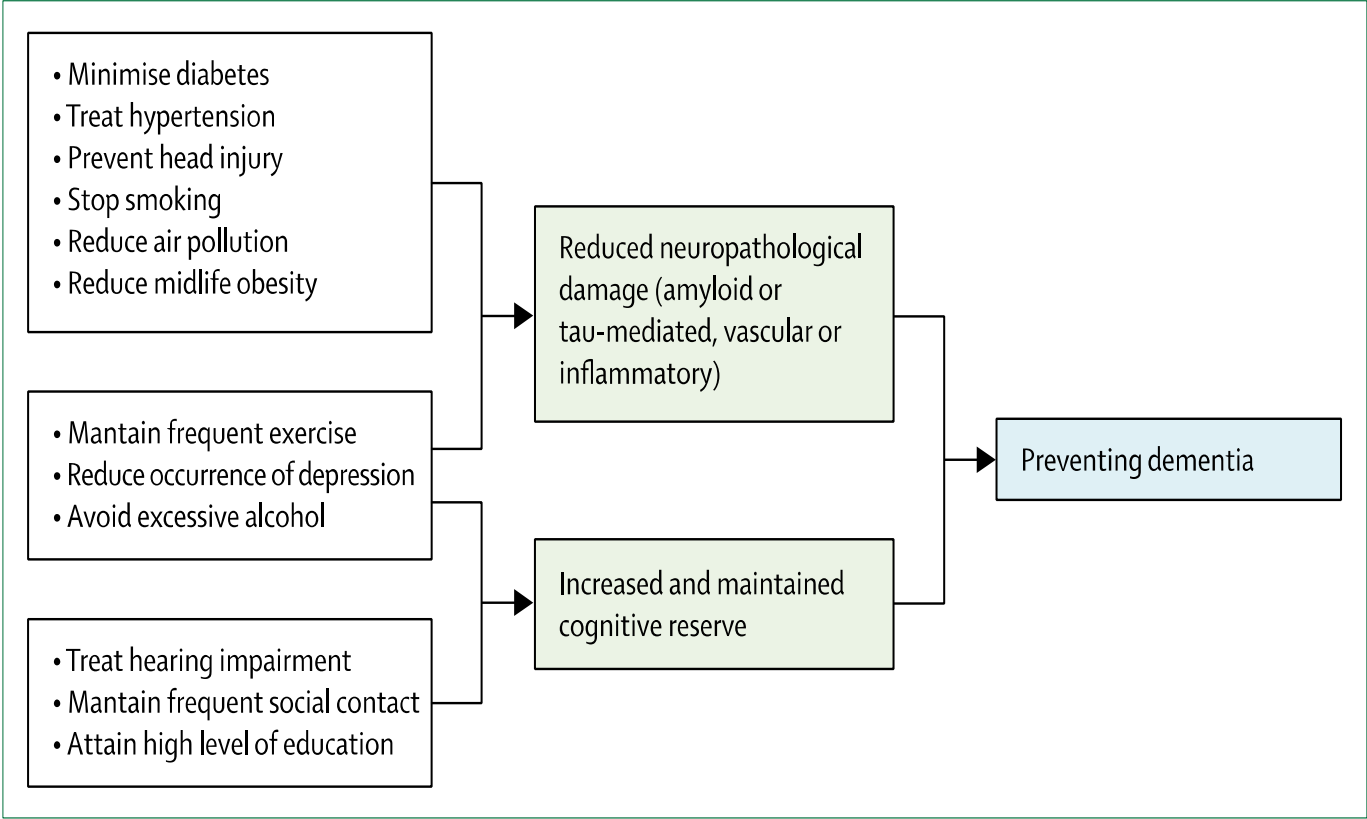 • Minimise diabetes
• Treat hypertension
• Prevent head injury
• Stop smoking
• Reduce air pollution
• Reduce midlife obesity
• Mantain frequent exercise
• Reduce occurrence of depression
• Avoid excessive alcohol
• Treat hearing impairment
• Mantain frequent social contact
• Attain high level of education
Reduced neuropathological
damage (amyloid or
tau-mediated, vascular or
inflammatory)
Increased and maintained
cognitive reserve
Preventing dementia